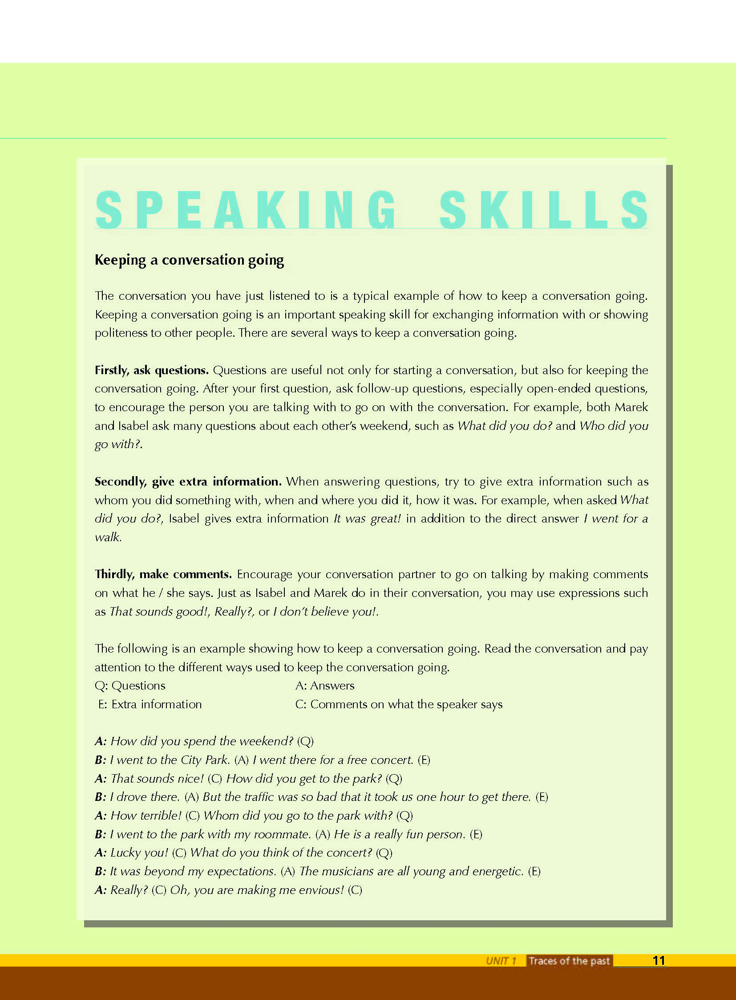 SPEAKING SKILLS
Keeping a conversation going
The conversation you have just listened to is a typical example of how to keep a conversation going.
Keeping a conversation going is an important speaking skill for exchanging information with or showing
politeness to other people. There are several ways to keep a conversation going.
Firstly, ask questions. Questions are useful not only for starting a conversation, but also for keeping the
conversation going. After your first question, ask follow-up questions, especially open-ended questions,
to encourage the person you are talking with to go on with the conversation. For example, both Marek
and Isabel ask many questions about each other's weekend, such as What did you do? and Who did you
go with?.
Secondly, give extra information. When answering questions, try to give extra information such as
whom you did something with, when and where you did it, how it was. For example, when asked What
did you do?, Isabel gives extra information It was great! in addition to the direct answer I went for a
walk.
Thirdly, make comments. Encourage your conversation partner to go on talking by making comments
on what he / she says. Just as Isabel and Marek do in their conversation, you may use expressions such
as That sounds good!, Really?, or I don't believe you!.
The following is an example showing how to keep a conversation going. Read the conversation and pay
attention to the different ways used to keep the conversation going.
Q: Questions A: Answers
E: Extra information C: Comments on what the speaker says
A: How did you spend the weekend? (Q)
B: I went to the City Park. (A) I went there for a free concert. (E)
A: That sounds nice! (C) How did you get to the park? (Q)
B: I drove there. (A) But the traffic was so bad that it took us one hour to get there. (E)
A: How terrible! (C) Whom did you go to the park with? (Q)
B: I went to the park with my roommate. (A) He is a really fun person. (E)
A: Lucky you! (C) What do you think of the concert? (Q)
B: It was beyond my expectations. (A) The musicians are all young and energetic. (E)
A: Really? (C) Oh, you are making me envious! (C)
UNIT 1 Traces of the past 11